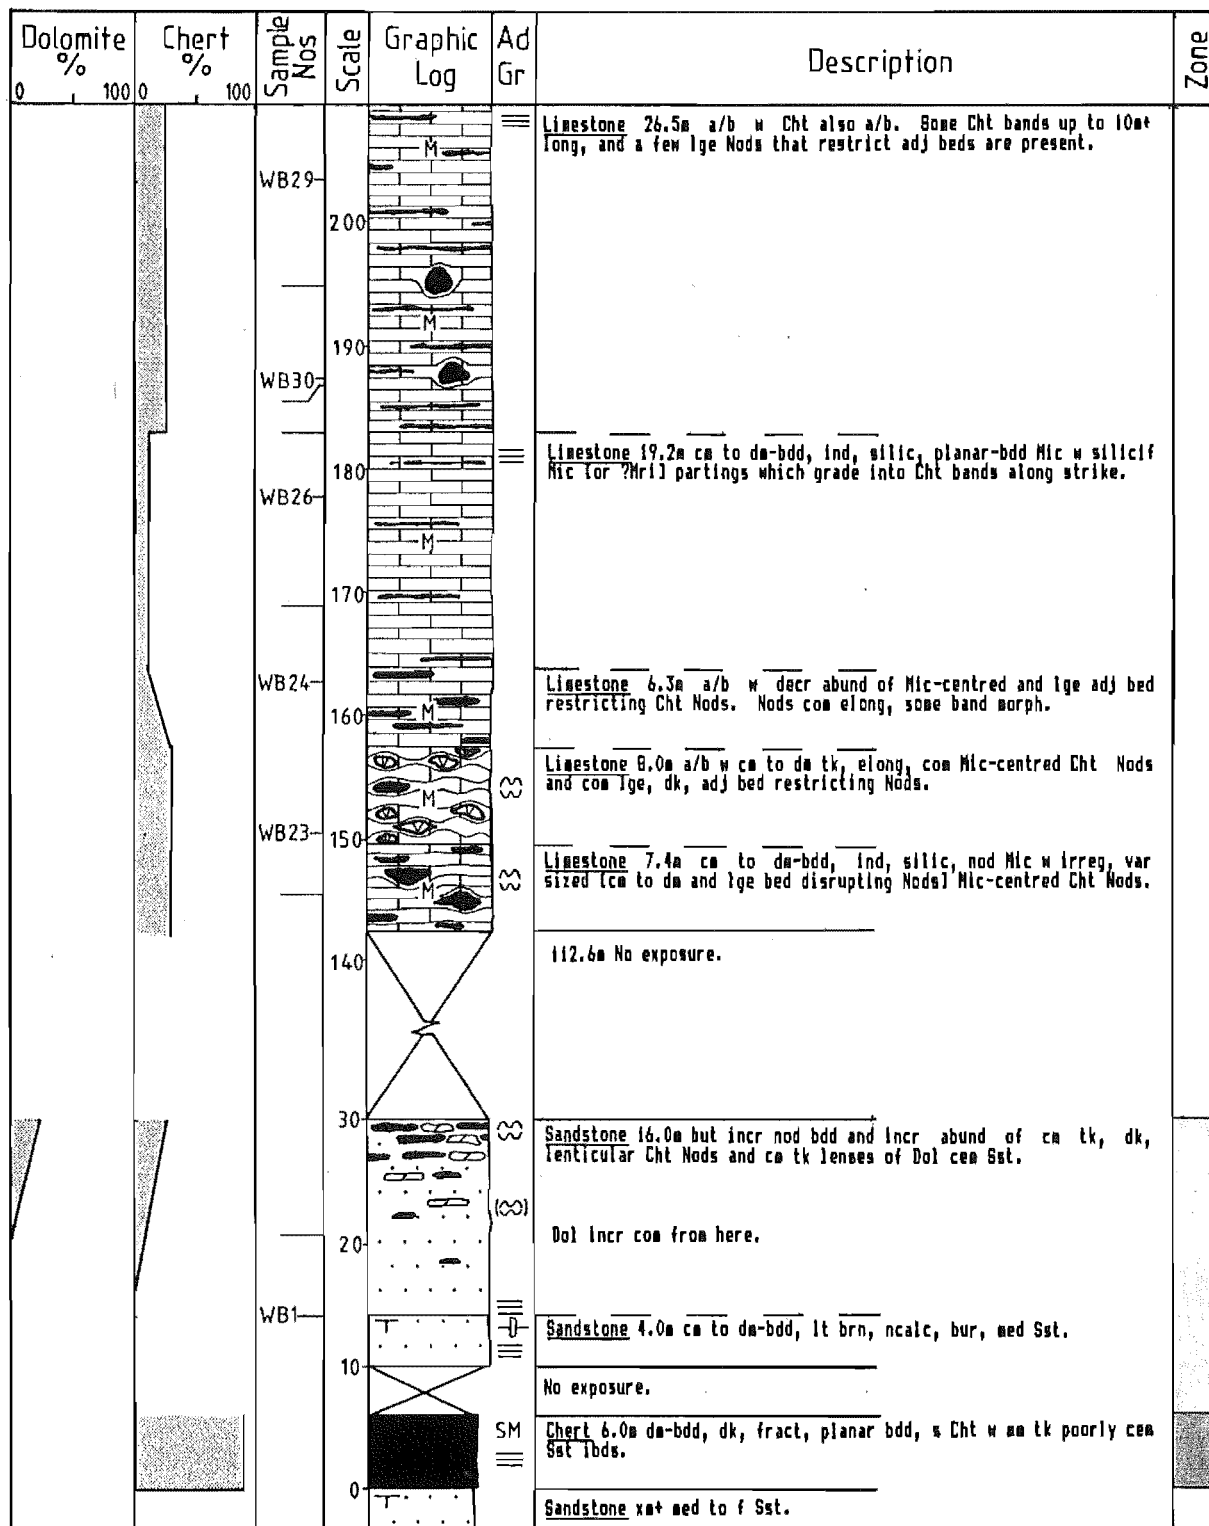 Dolomite
%
0 100
Chert
%
0 100
Sample
Nos
Scale
Graphic
Log
Ad
Gr
Description
Zone
Limestone 26.5m a/b w Cht also a/b. Some Cht bands up to 10m+
long, and a few lge Nods that restrict adj beds are present.
M
WB29
200
M
190
WB30
Limestone 19.2m cm to dm-bdd, ind, silic, planar-bdd Mic w silicif
Mic [or ?Mri] partings which grade into Cht bands along strike.
180
WB26
M
170
WB24
Limestone 6.3m a/b w decr abund of Mic-centred and lge adj bed
restricting Cht Nods. Nods com elong, some band morph.
M
160
Limestone 8.0m a/b w cm to dm tk, elong, com Mic-centred Cht Nods
and com lge, dk, adj bed restricting Nods.
M
WB23
150
Limestone 7.4m cm to dm-bdd, ind, silic, nod Mic w irreg, var
sized [cm to dm and lge bed disrupting Nods] Mic-centred Cht Nods.
M
112.6m No exposure.
140
30
Sandstone 16.0m but incr nod bdd and incr abund of cm tk, dk,
lenticular Cht Nods and cm tk lenses of Dol cem Sst.
Dol incr com from here.
20
WB1
Sandstone 4.0m cm to dm-bdd, lt brn, ncalc, bur, med Sst.
10
No exposure.
SM
Chert 6.0m dm-bdd, dk, fract, planar bdd, s Cht w mm tk poorly cem
Sst ibds.
0
Sandstone xm+ med to f Sst.